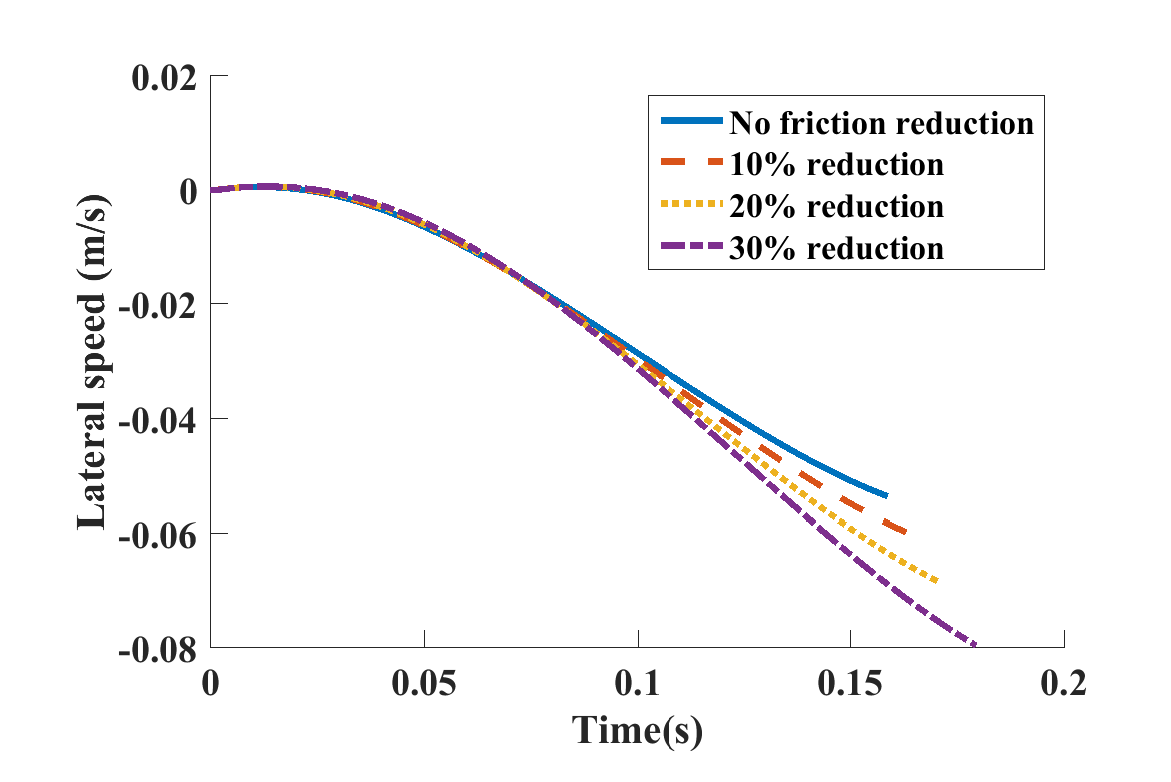 0.02
0
-0.02
-0.04
-0.06
-0.08
Lateral speed (m/s)
No friction reduction
10% reduction
20% reduction
30% reduction
0
0.05
0.1
0.15
0.2
Time(s)